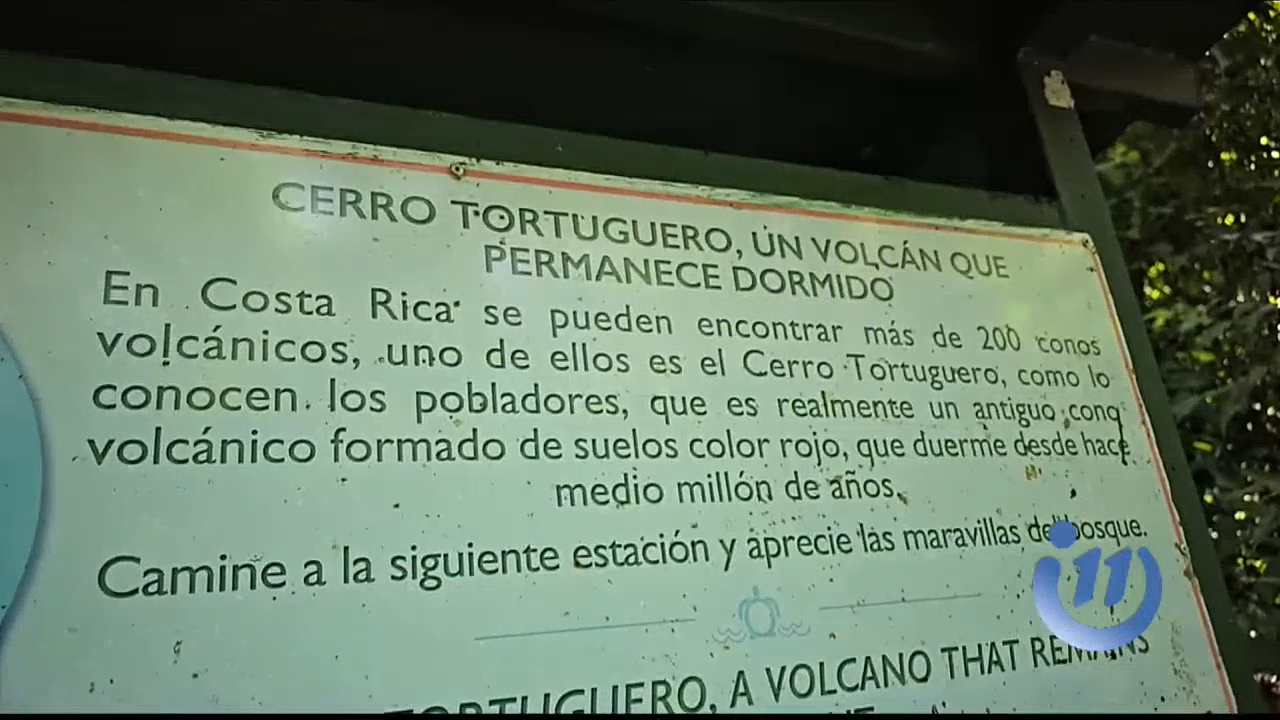 CERRO TORTUGUERO, UN VOLCÁN QUE
PERMANECE DORMIDO
En Costa Rica se pueden encontrar más de 200 conos
volcánicos, uno de ellos es el Cerro Tortuguero, como lo
conocen los pobladores, que es realmente un antiguo cono
volcánico formado de suelos color rojo, que duerme desde hace
medio millón de años.
Camine a la siguiente estación y aprecie las maravillas del bosque.
TORTUGUERO, A VOLCANO THAT REMAINS
11